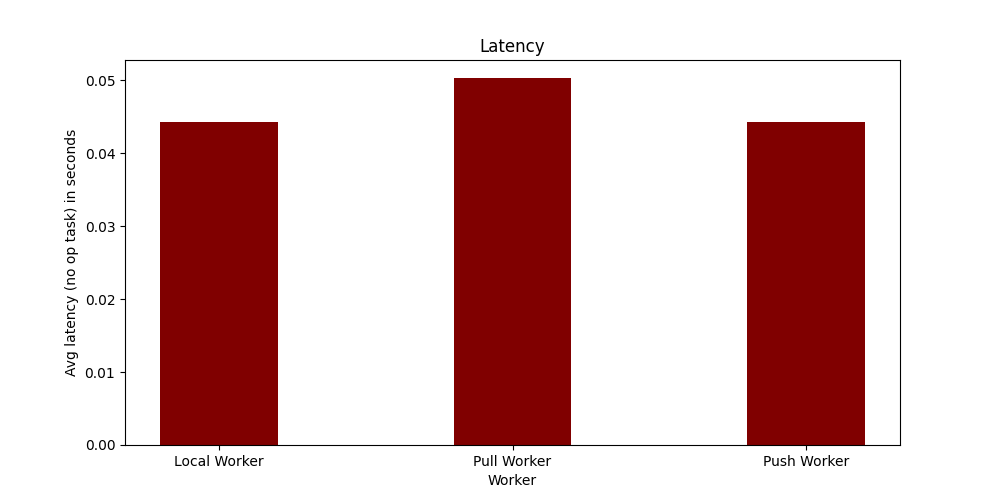 Latency
Avg latency (no op task) in seconds
0.05
0.04
0.03
0.02
0.01
0.00
Local Worker Pull Worker Push Worker
Worker